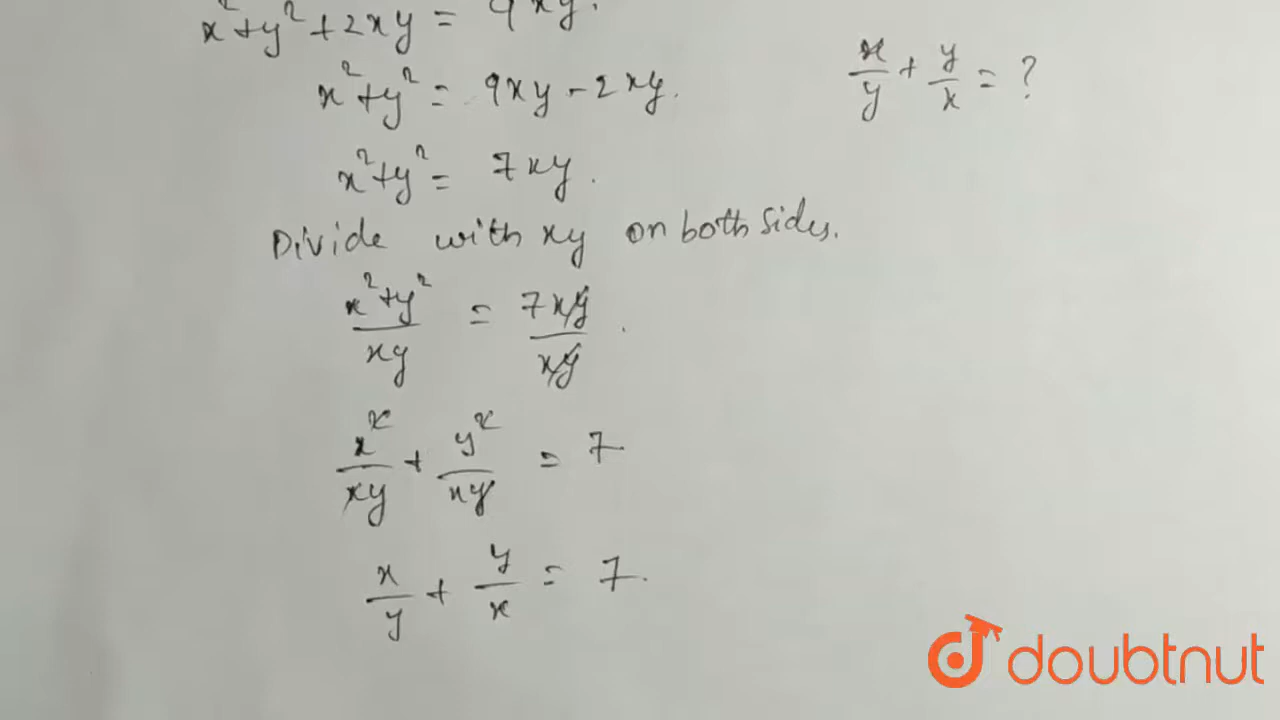 x²+y²+2xy = 9xy.
x²+y² = 9xy-2xy.
x/y + y/x = ?
x²+y² = 7xy.
Divide with xy on both sides.
x²+y²/xy = 7xy/xy.
x²/xy + y²/xy = 7
x/y + y/x = 7.
doubtnut